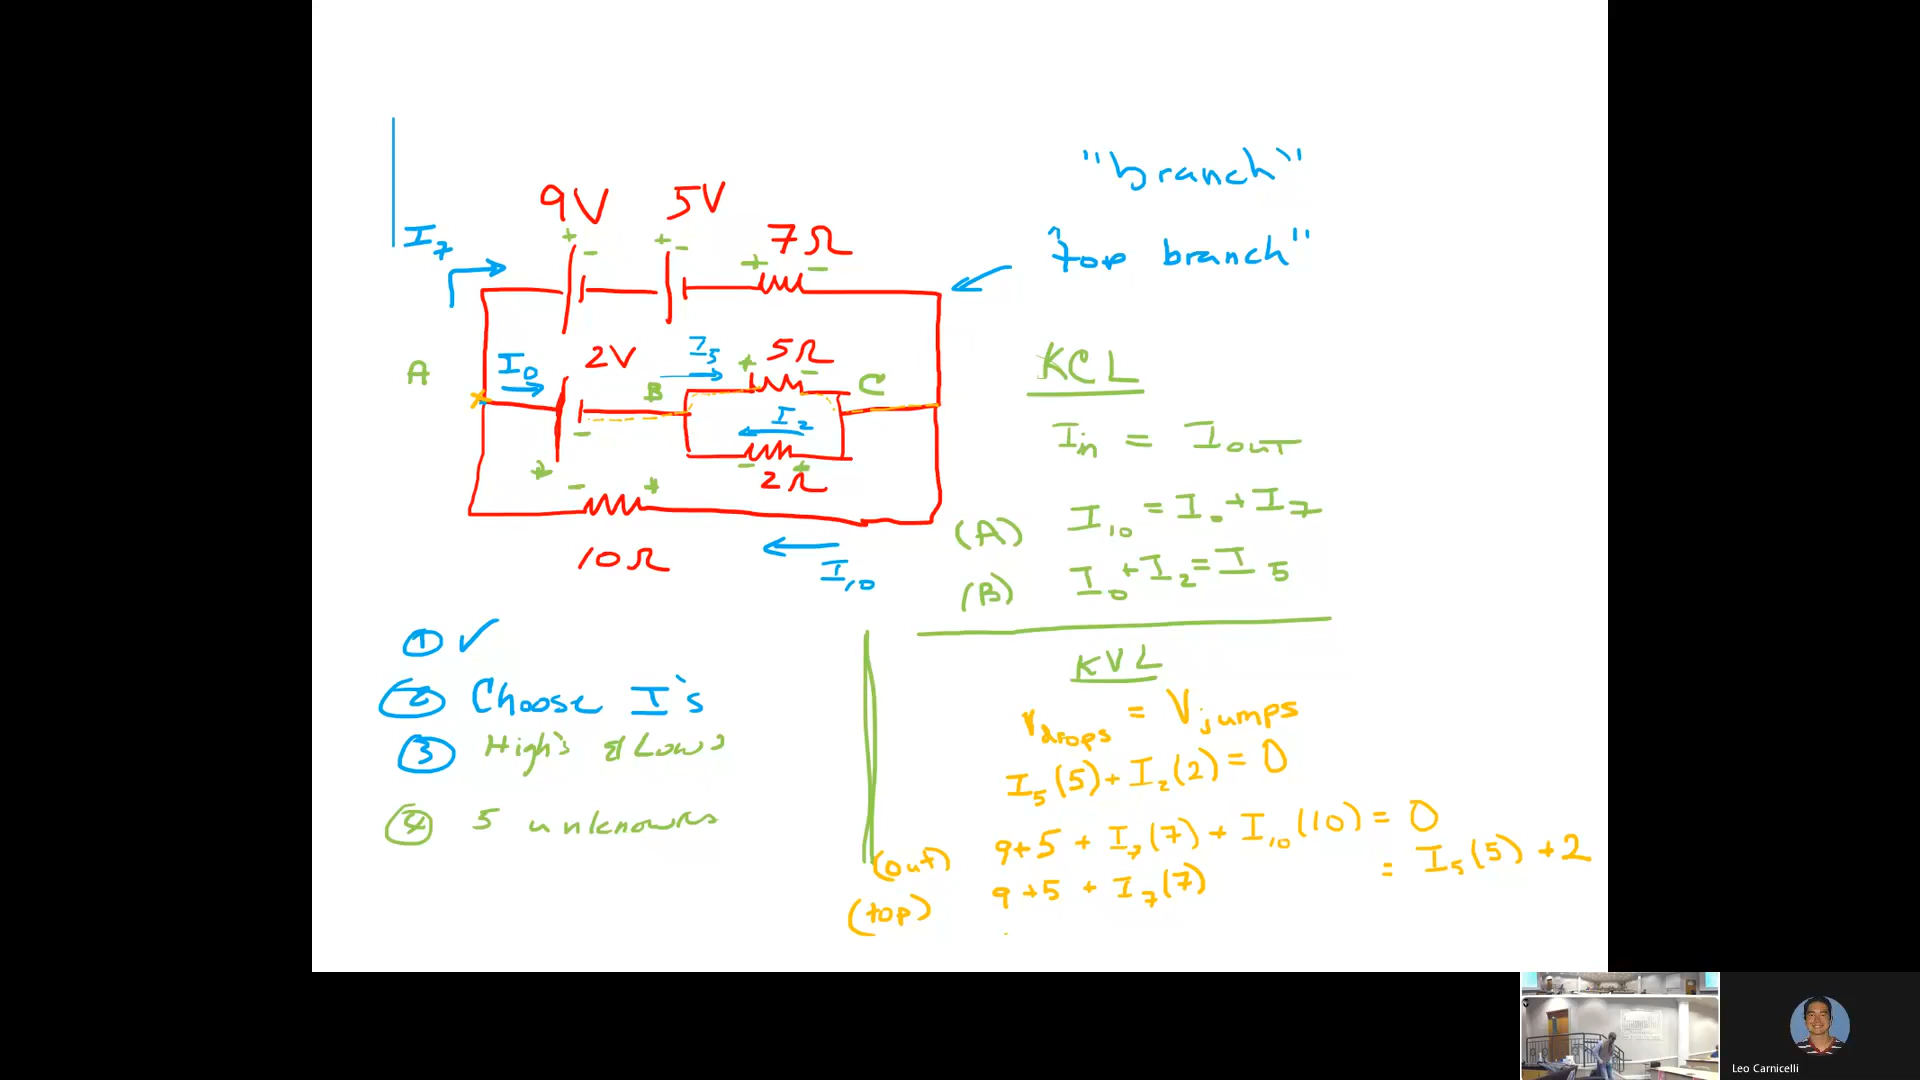 "branch"
"top branch"
9V 5V 7Ω
+ - + - + -
I₇
A I₀ 2V I₅ 5Ω
+ -
B C
I₂
-
+
- +
2Ω
- +
10Ω I₁₀
KCL
Iin = Iout
(A) I₁₀ = I₀ + I₇
(B) I₀ + I₂ = I₅
① ✓
② Choose I's
③ High's & Lows
④ 5 unknowns
KVL
Vdrops = Vjumps
I₅(5) + I₂(2) = 0
(out) 9+5 + I₇(7) + I₁₀(10) = 0
(top) 9+5 + I₇(7) = I₅(5) + 2
Leo Carnicelli